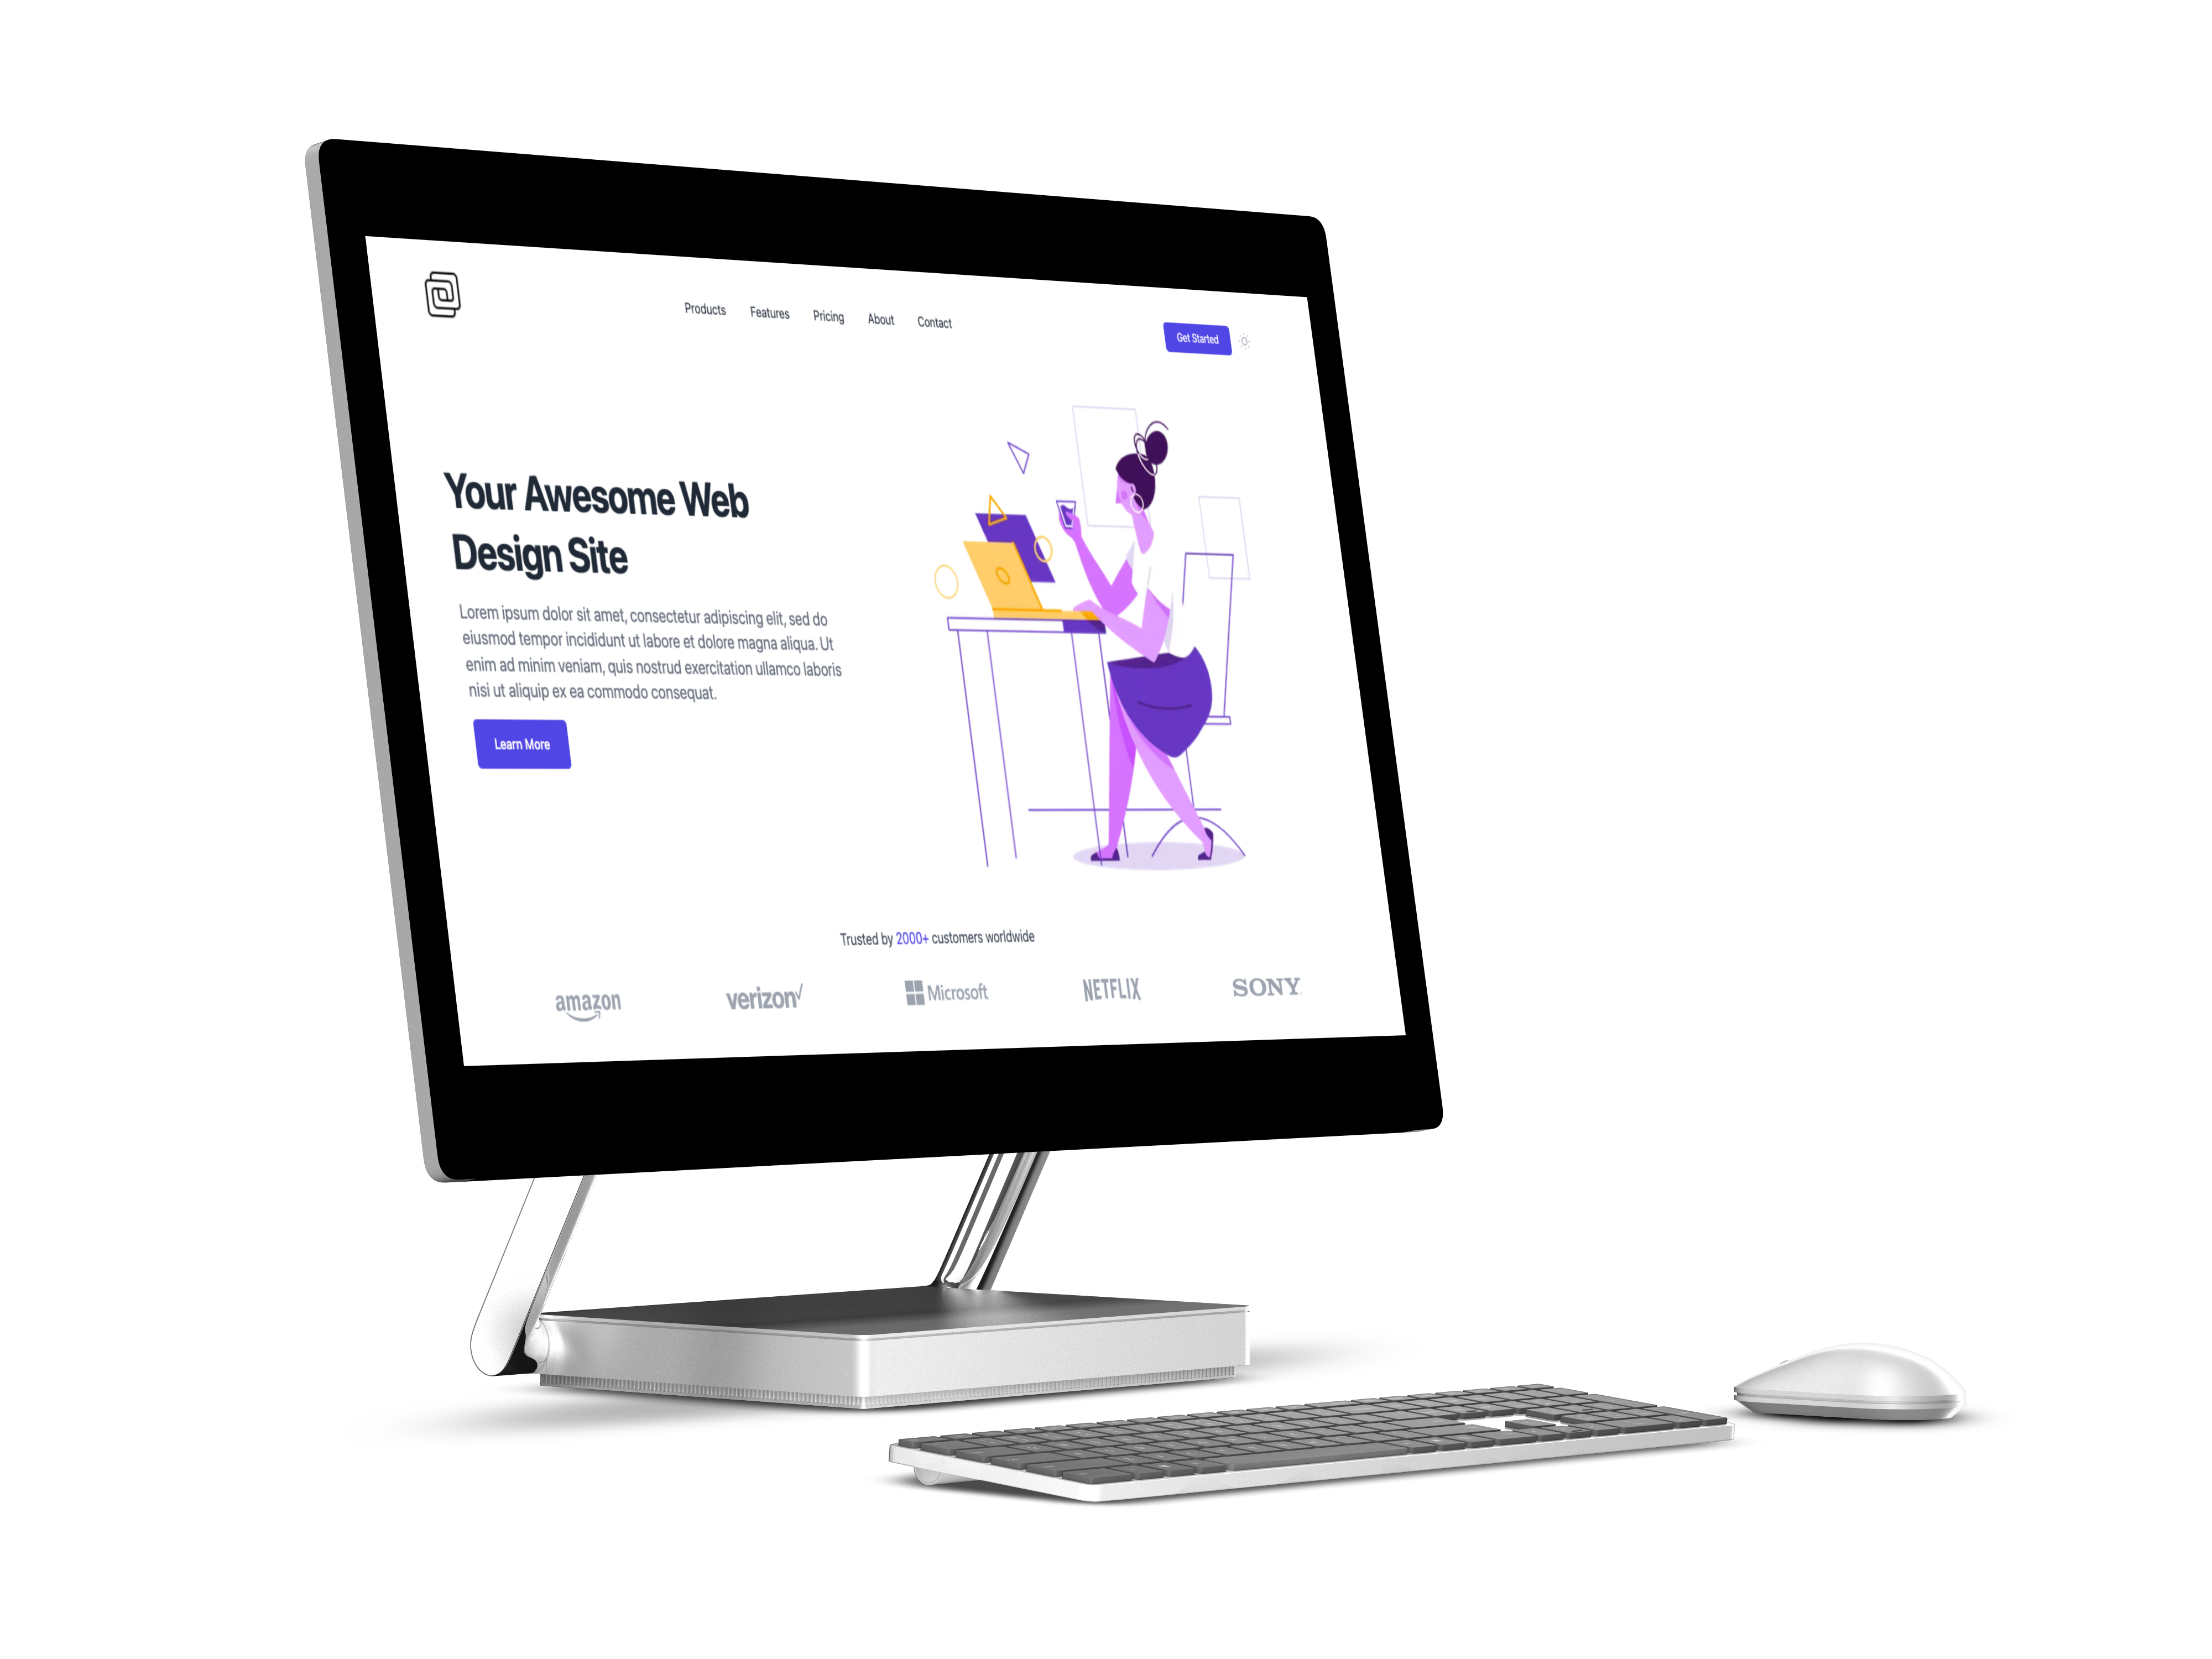 Products Features Pricing About Contact
Get Started
Your Awesome Web
Design Site
Lorem ipsum dolor sit amet, consectetur adipiscing elit, sed do
eiusmod tempor incididunt ut labore et dolore magna aliqua. Ut
enim ad minim veniam, quis nostrud exercitation ullamco laboris
nisi ut aliquip ex ea commodo consequat.
Learn More
Trusted by 2000+ customers worldwide
amazon verizon Microsoft NETFLIX SONY